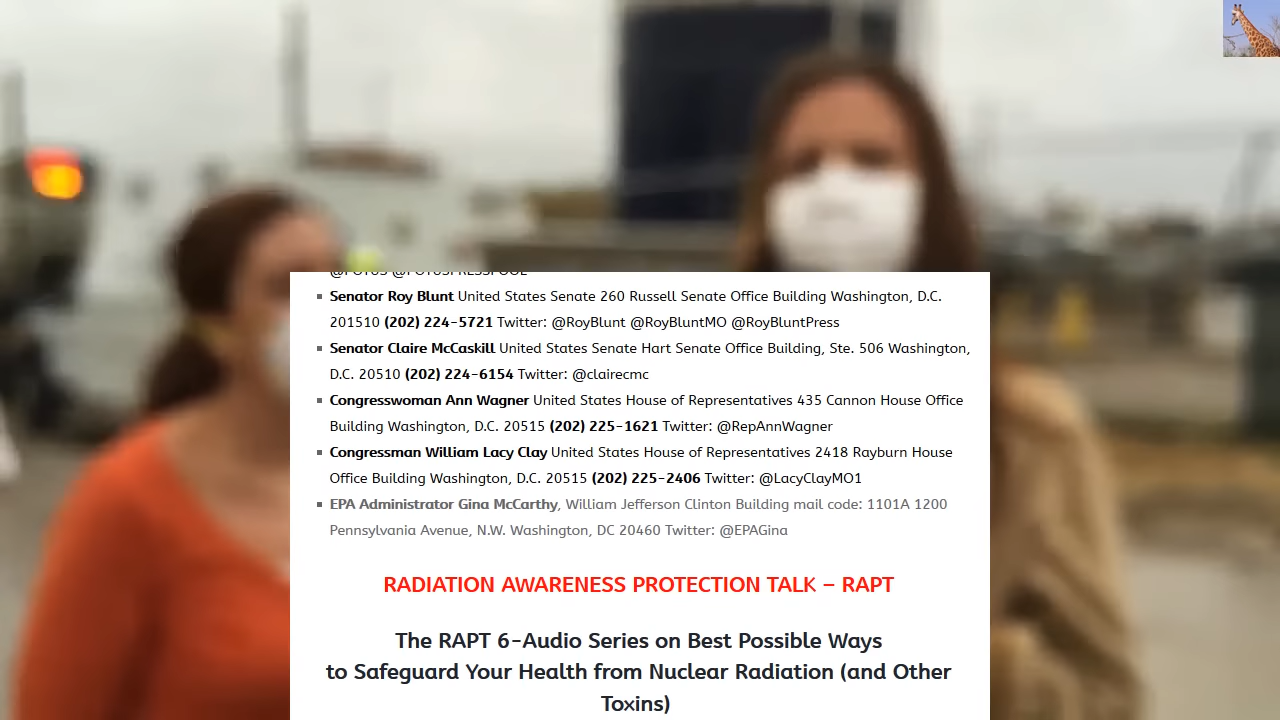 @POTUS @POTUSPRESSPOOL
Senator Roy Blunt United States Senate 260 Russell Senate Office Building Washington, D.C.
201510 (202) 224-5721 Twitter: @RoyBlunt @RoyBluntMO @RoyBluntPress
Senator Claire McCaskill United States Senate Hart Senate Office Building, Ste. 506 Washington,
D.C. 20510 (202) 224-6154 Twitter: @clairecmc
Congresswoman Ann Wagner United States House of Representatives 435 Cannon House Office
Building Washington, D.C. 20515 (202) 225-1621 Twitter: @RepAnnWagner
Congressman William Lacy Clay United States House of Representatives 2418 Rayburn House
Office Building Washington, D.C. 20515 (202) 225-2406 Twitter: @LacyClayMO1
EPA Administrator Gina McCarthy, William Jefferson Clinton Building mail code: 1101A 1200
Pennsylvania Avenue, N.W. Washington, DC 20460 Twitter: @EPAGina
RADIATION AWARENESS PROTECTION TALK – RAPT
The RAPT 6-Audio Series on Best Possible Ways
to Safeguard Your Health from Nuclear Radiation (and Other
Toxins)